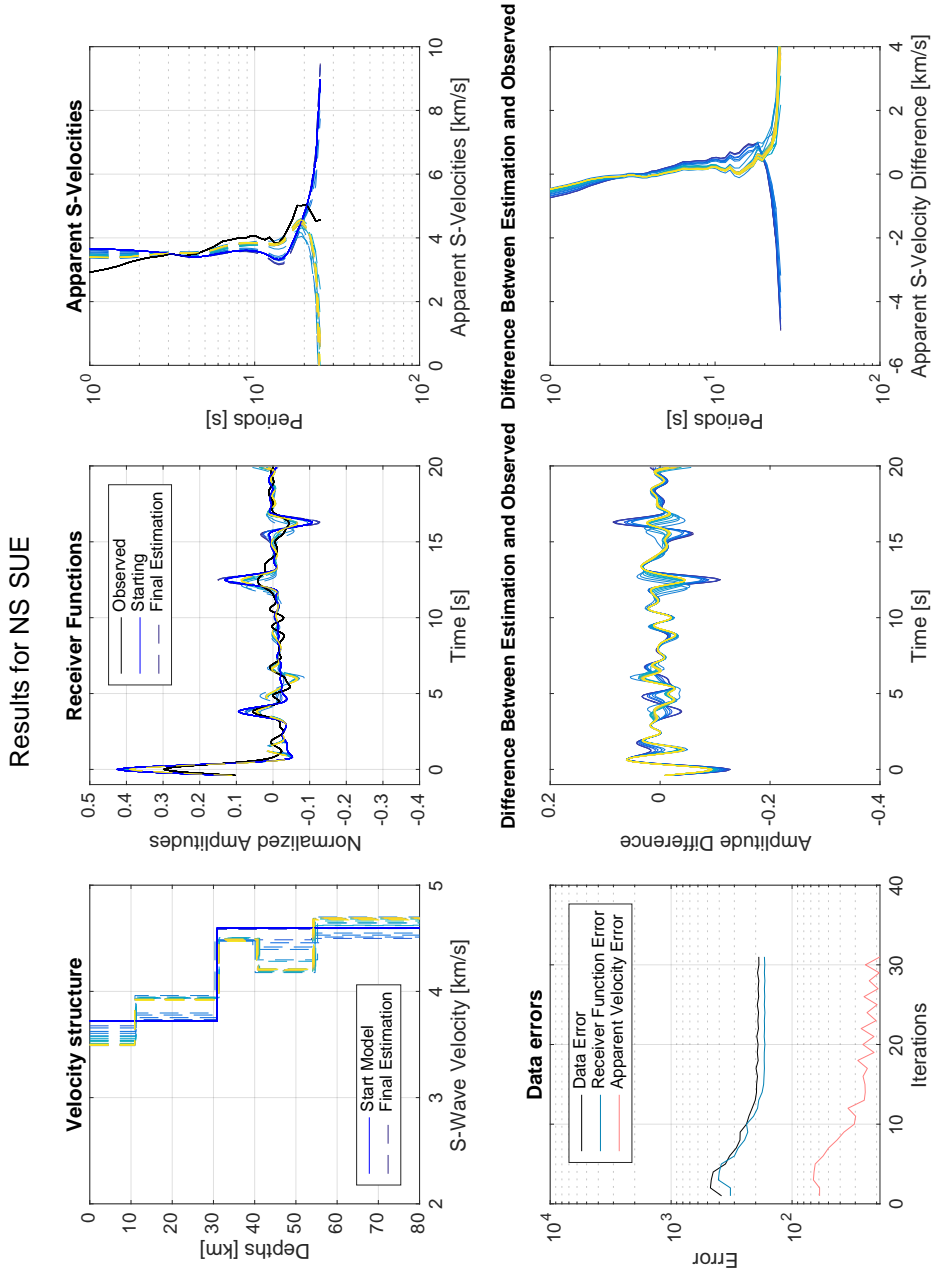 Results for NS SUE
Velocity structure
0
10
20
30
40
50
60
70
80
Depths [km]
2
3
4
5
S-Wave Velocity [km/s]
Start Model
Final Estimation
Receiver Functions
0.5
0.4
0.3
0.2
0.1
0
-0.1
-0.2
-0.3
-0.4
Normalized Amplitudes
0
5
10
15
20
Time [s]
Observed
Starting
Final Estimation
Apparent S-Velocities
10^0
10^1
10^2
Periods [s]
0
2
4
6
8
10
Apparent S-Velocities [km/s]
Data errors
10^4
10^3
10^2
Error
0
10
20
30
40
Iterations
Data Error
Receiver Function Error
Apparent Velocity Error
Difference Between Estimation and Observed
0.2
0
-0.2
-0.4
Amplitude Difference
0
5
10
15
20
Time [s]
Difference Between Estimation and Observed
10^0
10^1
10^2
Periods [s]
-6
-4
-2
0
2
4
Apparent S-Velocity Difference [km/s]